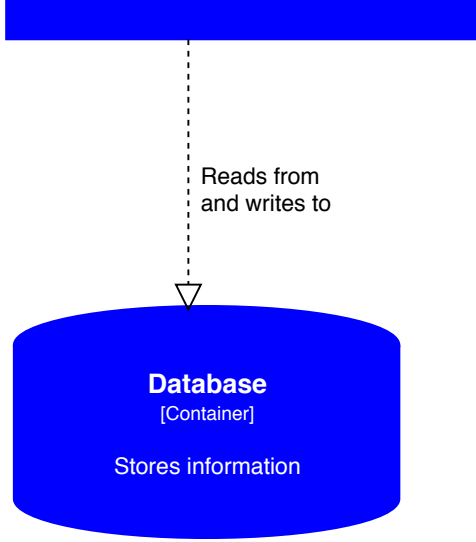 Reads from
and writes to
Database
[Container]
Stores information